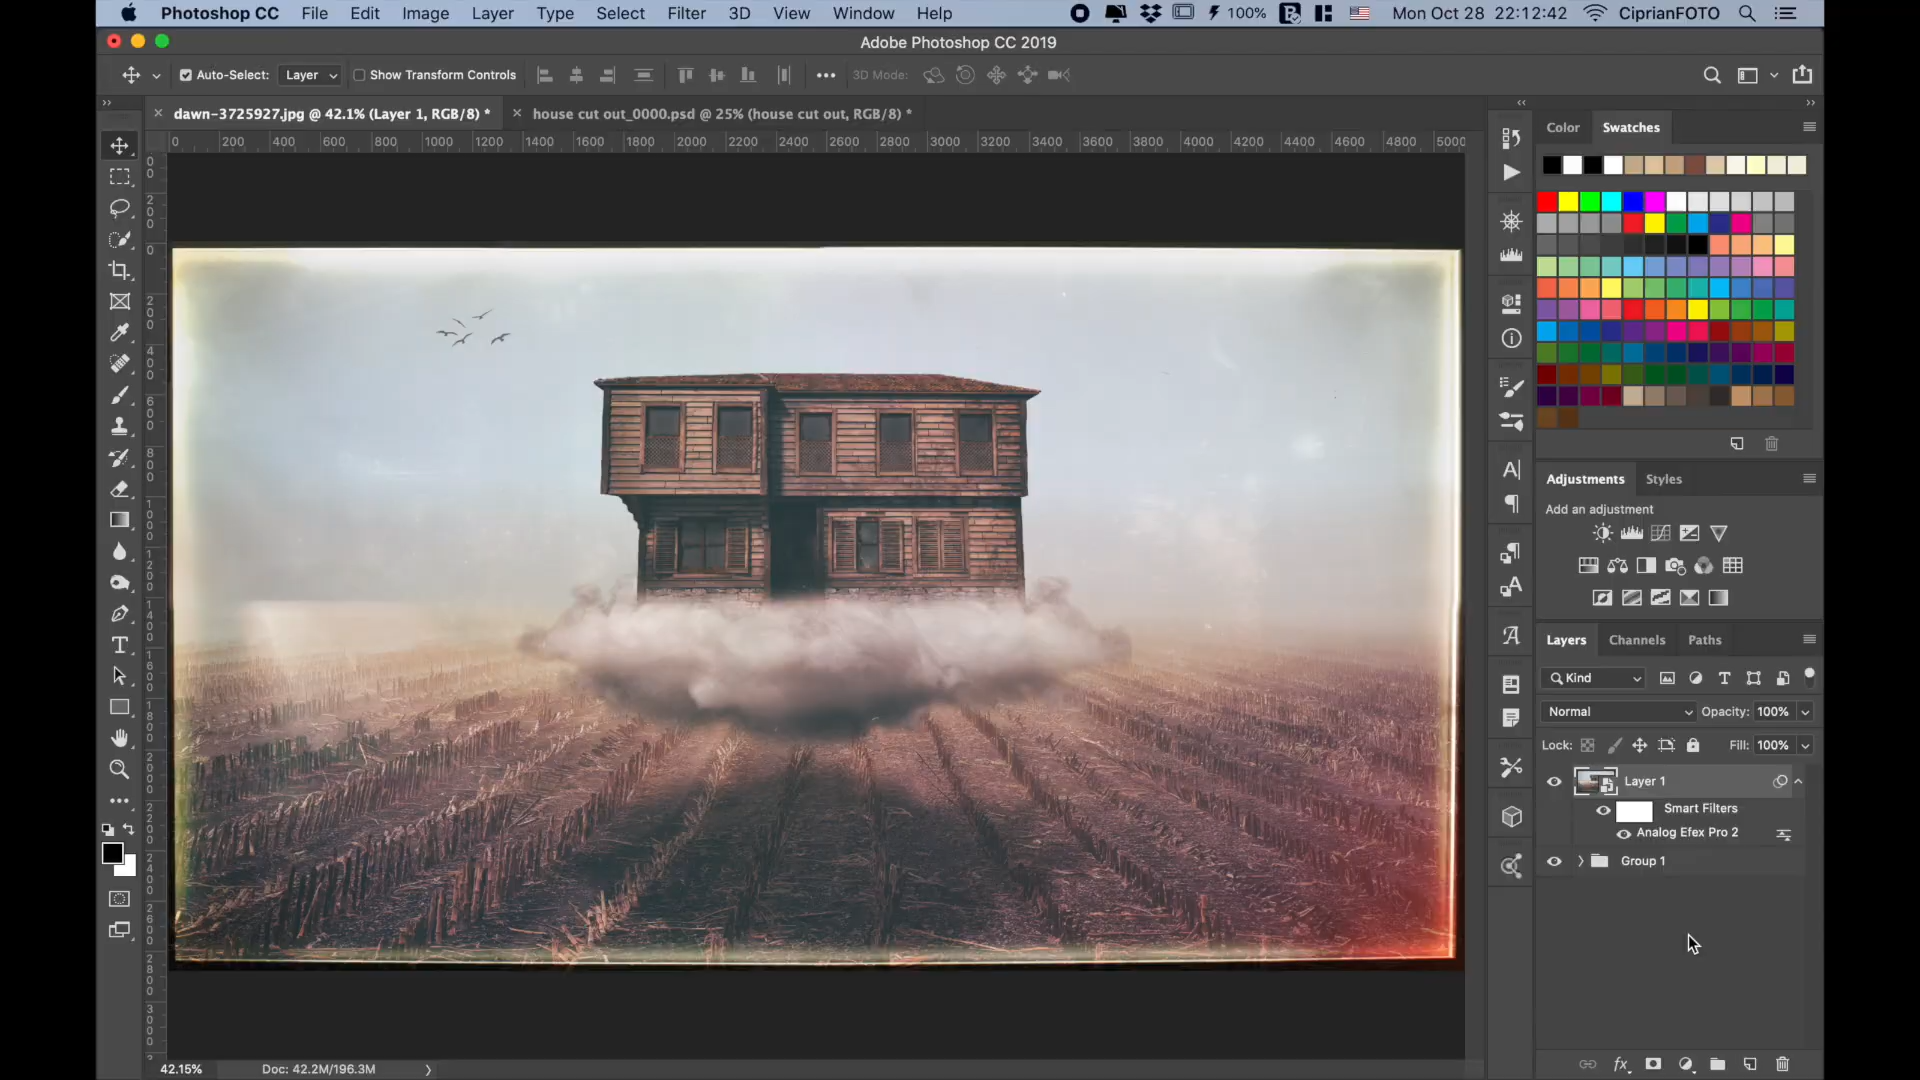 Photoshop CC File Edit Image Layer Type Select Filter 3D View Window Help 100% Mon Oct 28 22:12:42 CiprianFOTO
Adobe Photoshop CC 2019
Auto-Select: Layer Show Transform Controls 3D Mode:
dawn-3725927.jpg @ 42.1% (Layer 1, RGB/8) * house cut out_0000.psd @ 25% (house cut out, RGB/8) *
0 200 400 600 800 1000 1200 1400 1600 1800 2000 2200 2400 2600 2800 3000 3200 3400 3600 3800 4000 4200 4400 4600 4800 5000
Color Swatches
Adjustments Styles
Add an adjustment
Layers Channels Paths
Kind
Normal Opacity: 100%
Lock: Fill: 100%
Layer 1
Smart Filters
Analog Efex Pro 2
Group 1
42.15% Doc: 42.2M/196.3M